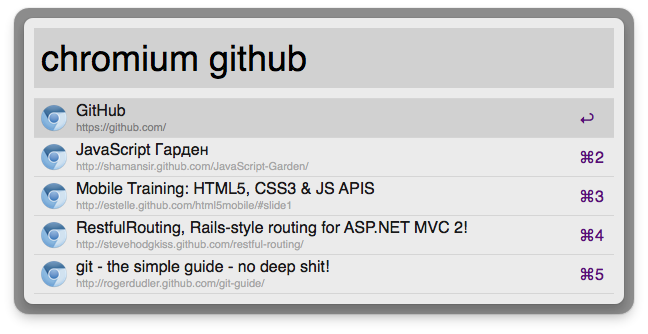 chromium github
GitHub
https://github.com/
↩
JavaScript Гарден
http://shamansir.github.com/JavaScript-Garden/
⌘2
Mobile Training: HTML5, CSS3 & JS APIS
http://estelle.github.com/html5mobile/#slide1
⌘3
RestfulRouting, Rails-style routing for ASP.NET MVC 2!
http://stevehodgkiss.github.com/restful-routing/
⌘4
git - the simple guide - no deep shit!
http://rogerdudler.github.com/git-guide/
⌘5